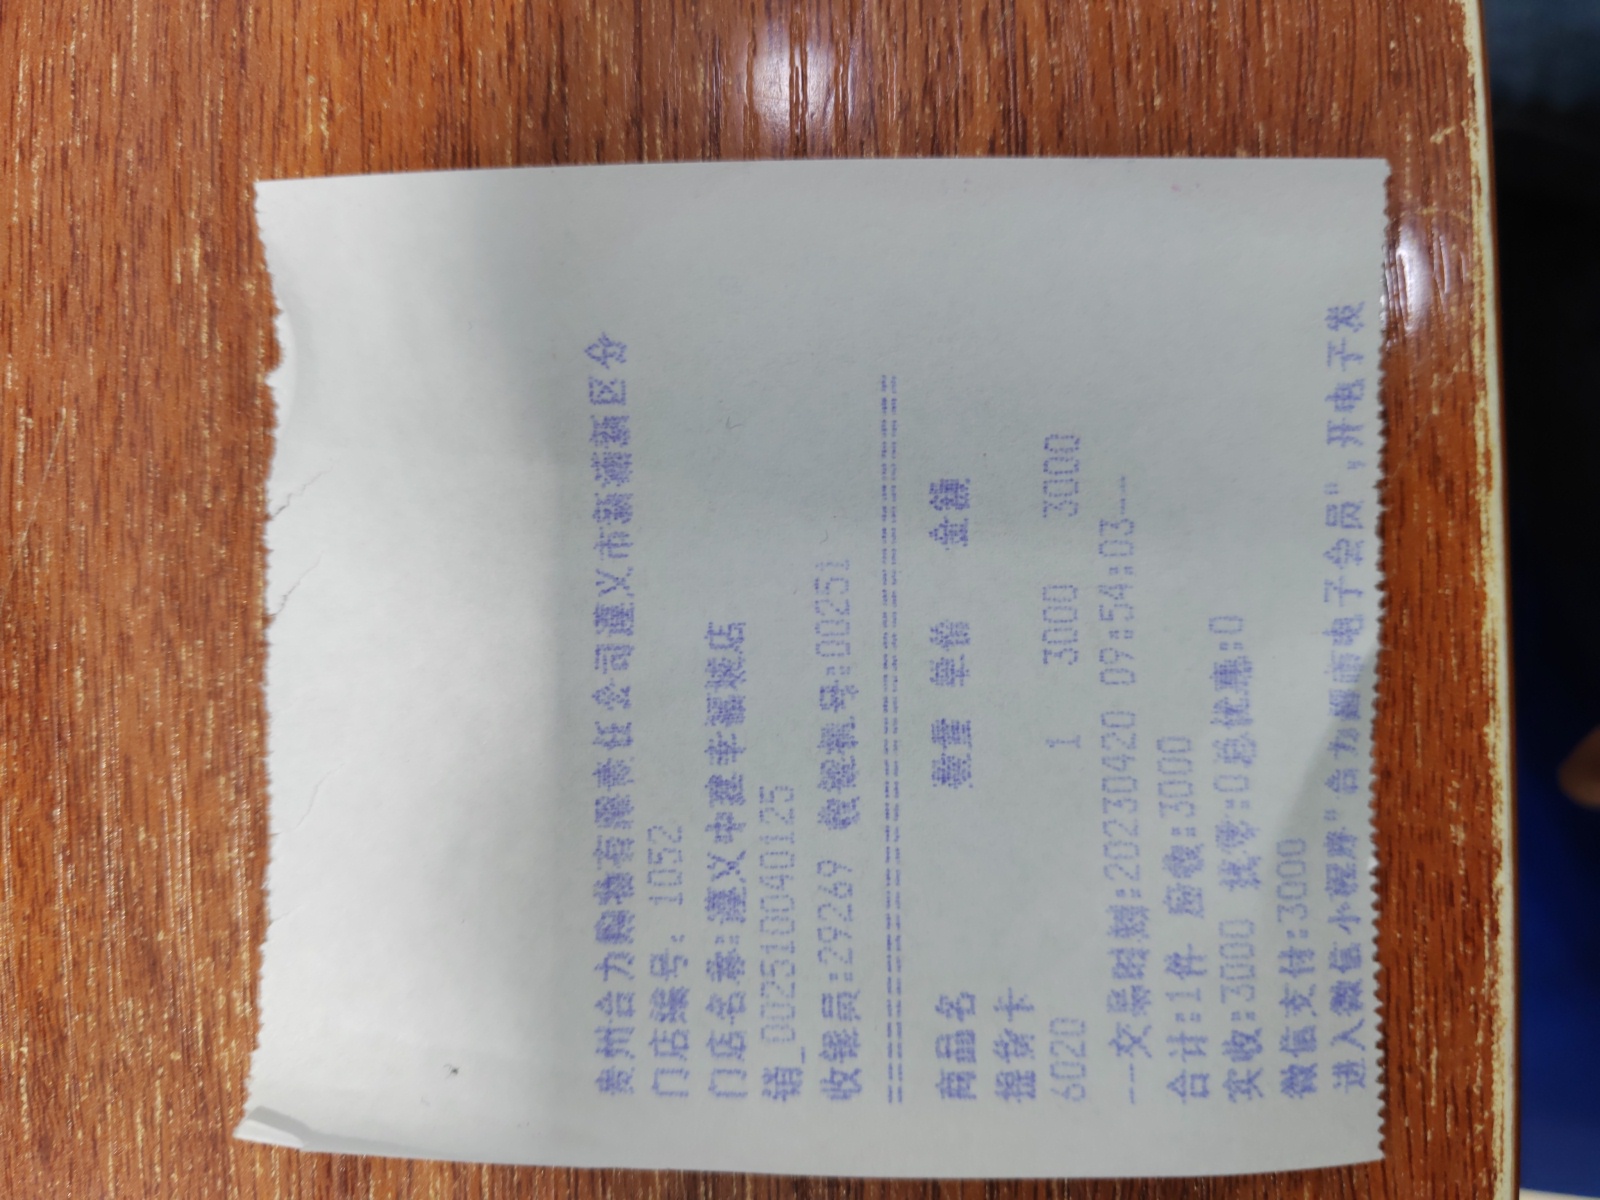 贵州合力购物有限责任公司遵义市新蒲新区分
门店编号: 1052
门店名称:遵义中建幸福城店
销_002510040125
收银员:29269 收银机号:00251
========================================
商品名 数量 单价 金额
提货卡
6020 1 3000 3000
--交易时刻:20230420 09:54:03--
合计:1件 应收:3000
实收:3000 找零:0总优惠:0
微信支付:3000
进入微信小程序"合力超市电子会员",开电子发